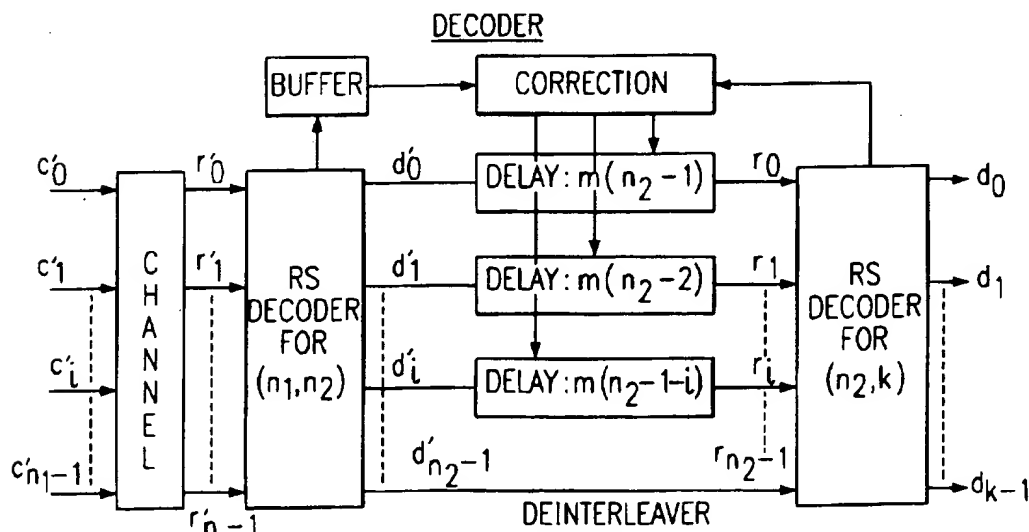 DECODER
BUFFER
CORRECTION
c'0
r'0
d'0
DELAY: m(n2-1)
r0
d0
c'1
r'1
d'1
DELAY: m(n2-2)
r1
d1
CHANNEL
RS
DECODER
FOR
(n1,n2)
RS
DECODER
FOR
(n2,k)
c'i
d'i
DELAY: m(n2-1-i)
ri
c'n1-1
d'n2-1
rn2-1
dk-1
DEINTERLEAVER